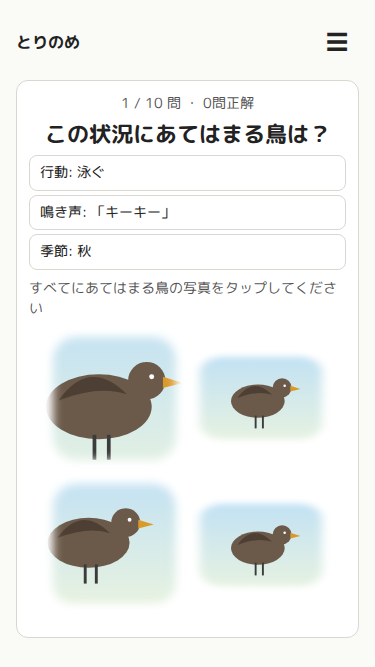 とりのめ
1 / 10 問 · 0問正解
この状況にあてはまる鳥は？
行動: 泳ぐ
鳴き声: 「キーキー」
季節: 秋
すべてにあてはまる鳥の写真をタップしてくださ
い